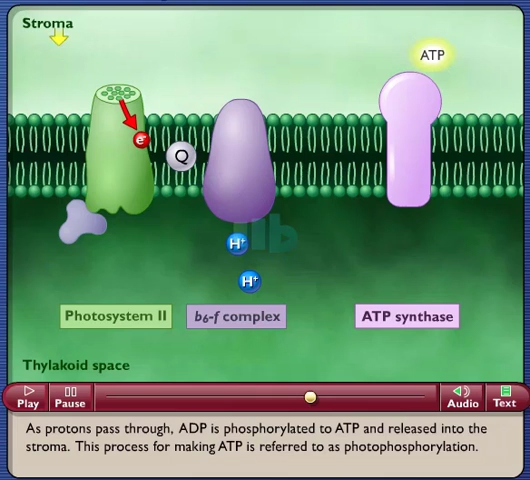 Stroma
ATP
e⁻
Q
H⁺
H⁺
Photosystem II
b₆-f complex
ATP synthase
Thylakoid space
Play
Pause
Audio
Text
As protons pass through, ADP is phosphorylated to ATP and released into the
stroma. This process for making ATP is referred to as photophosphorylation.